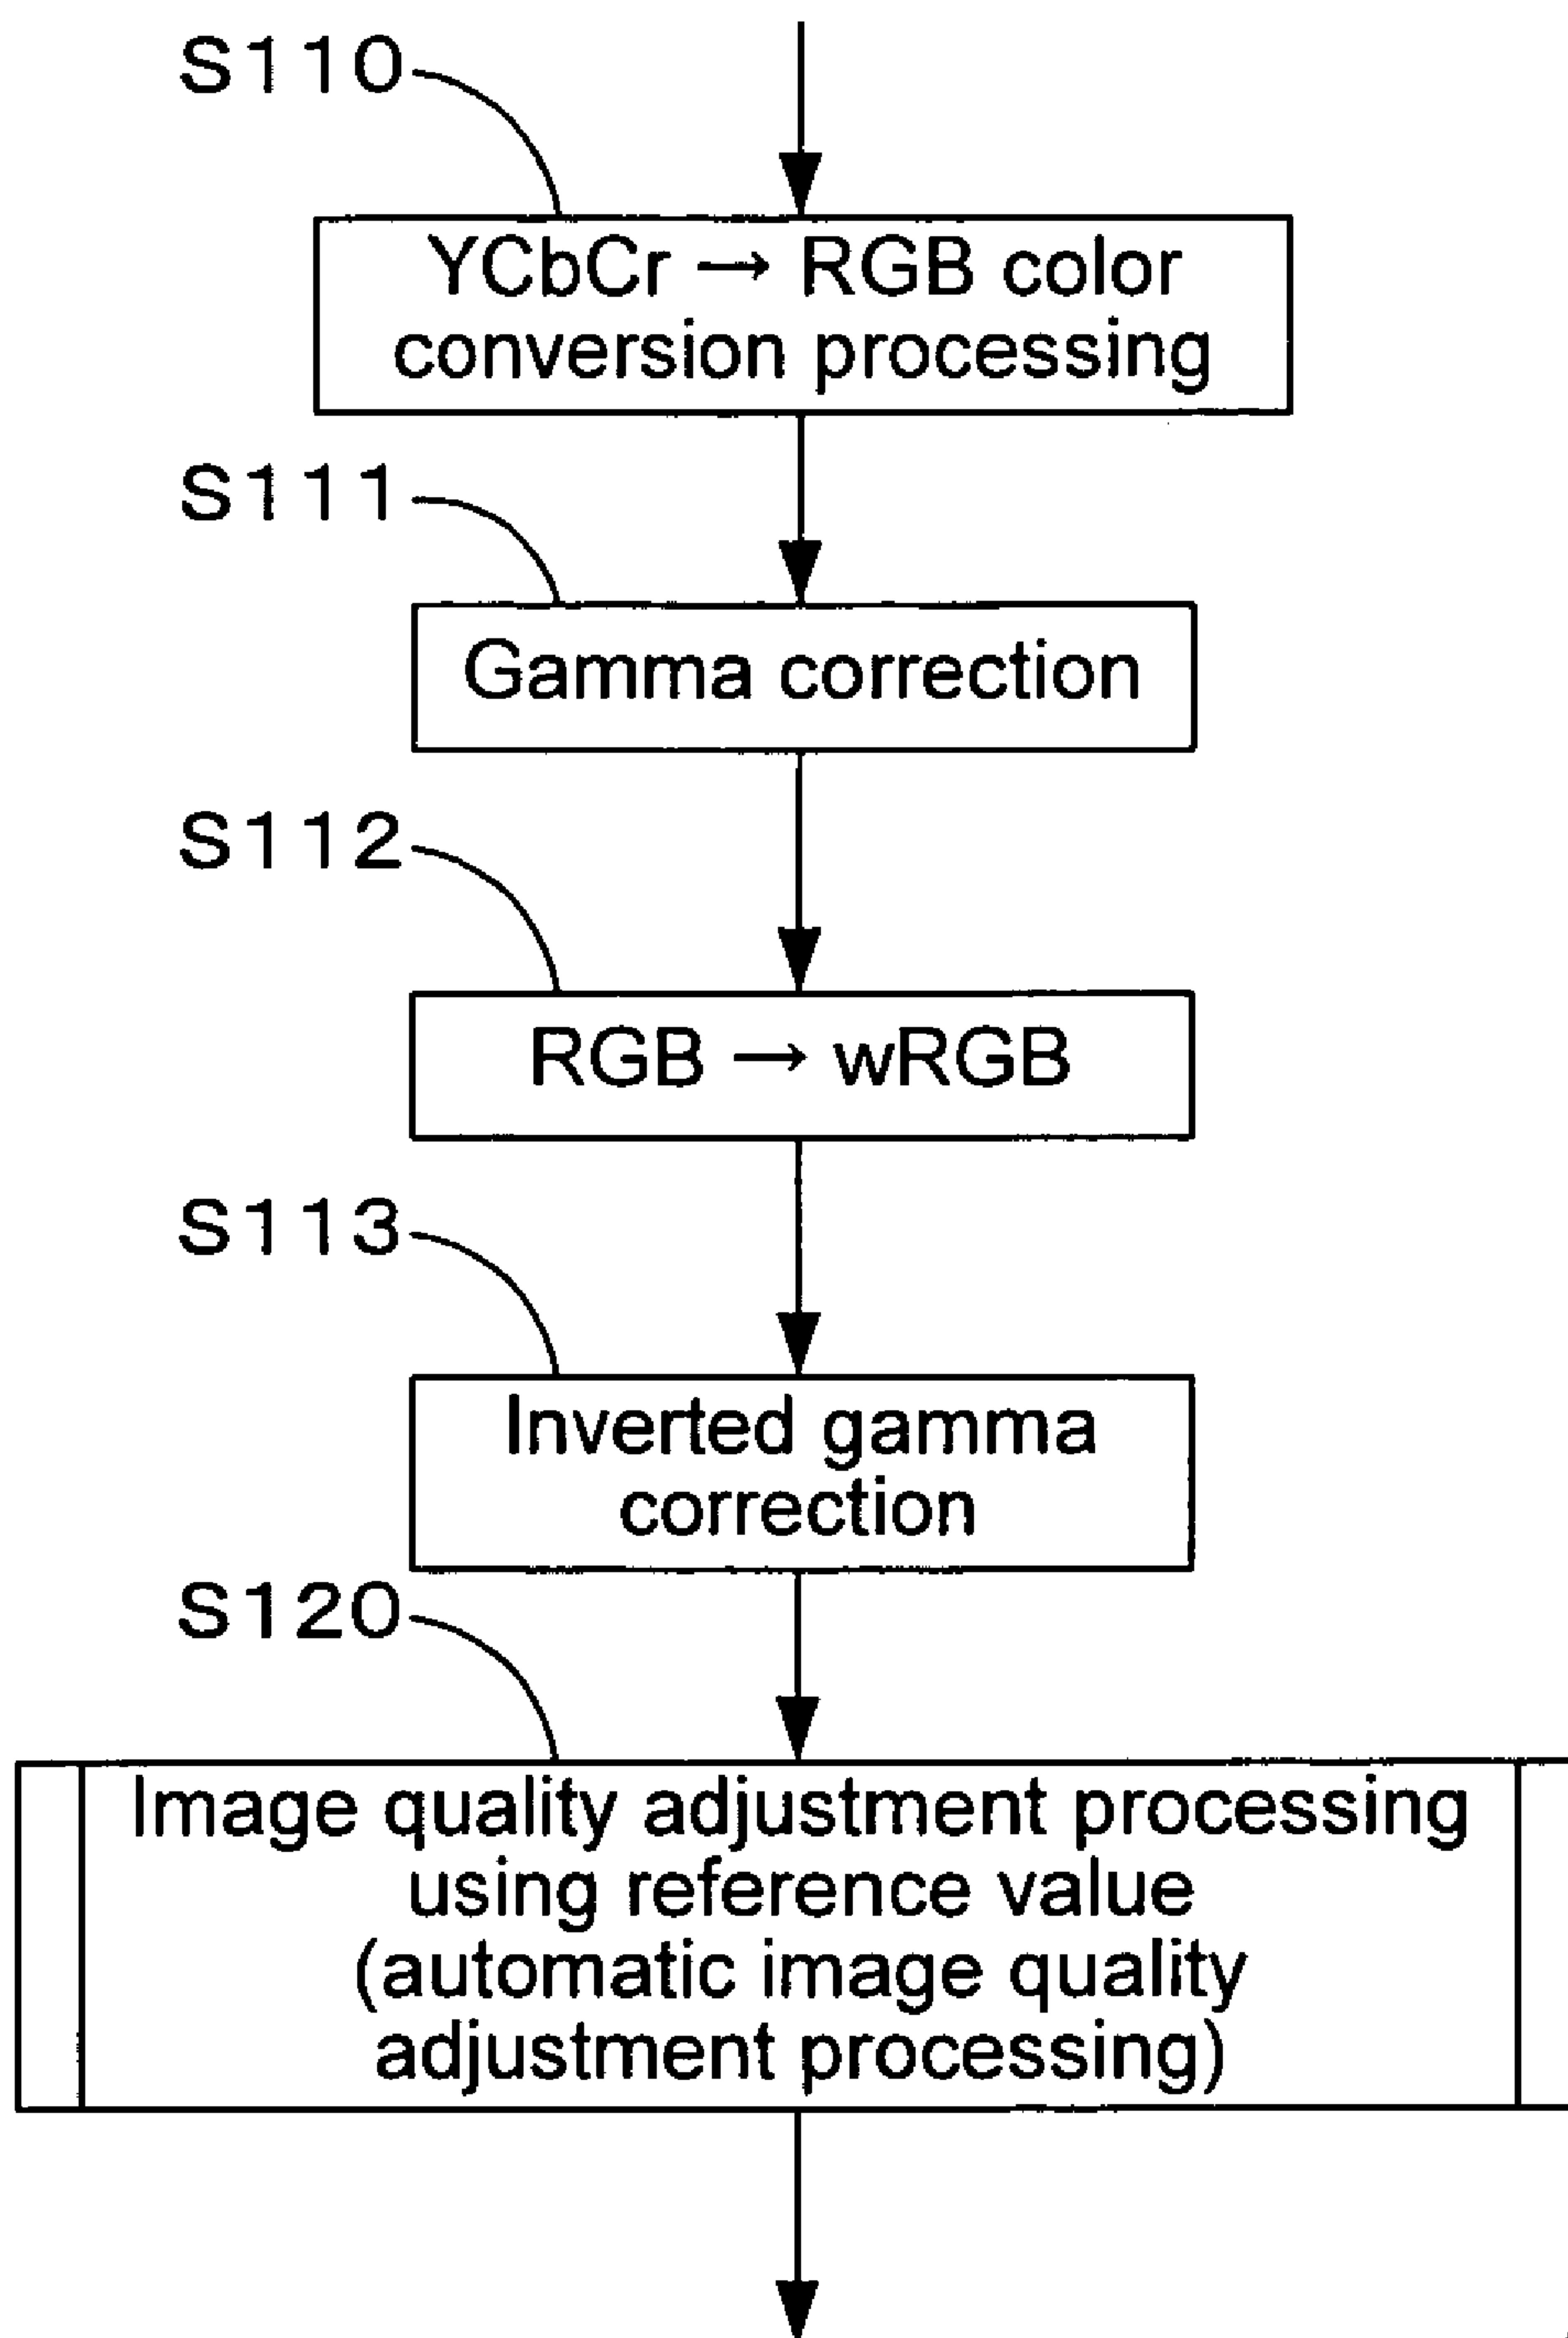 S110
YCbCr → RGB color
conversion processing
S111
Gamma correction
S112
RGB → wRGB
S113
Inverted gamma
correction
S120
Image quality adjustment processing
using reference value
(automatic image quality
adjustment processing)